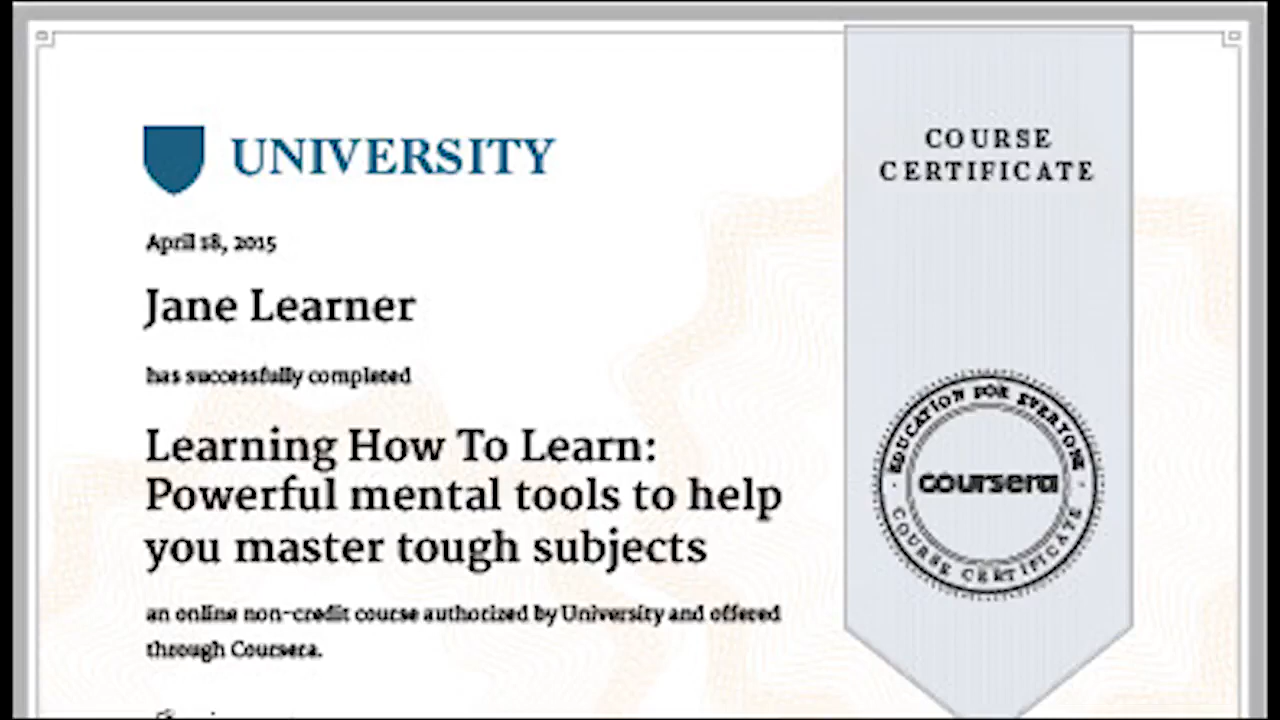 UNIVERSITY
April 18, 2015
Jane Learner
has successfully completed
Learning How To Learn:
Powerful mental tools to help
you master tough subjects
an online non-credit course authorized by University and offered
through Coursera.
COURSE
CERTIFICATE
EDUCATION FOR EVERYONE
coursera
COURSE CERTIFICATE